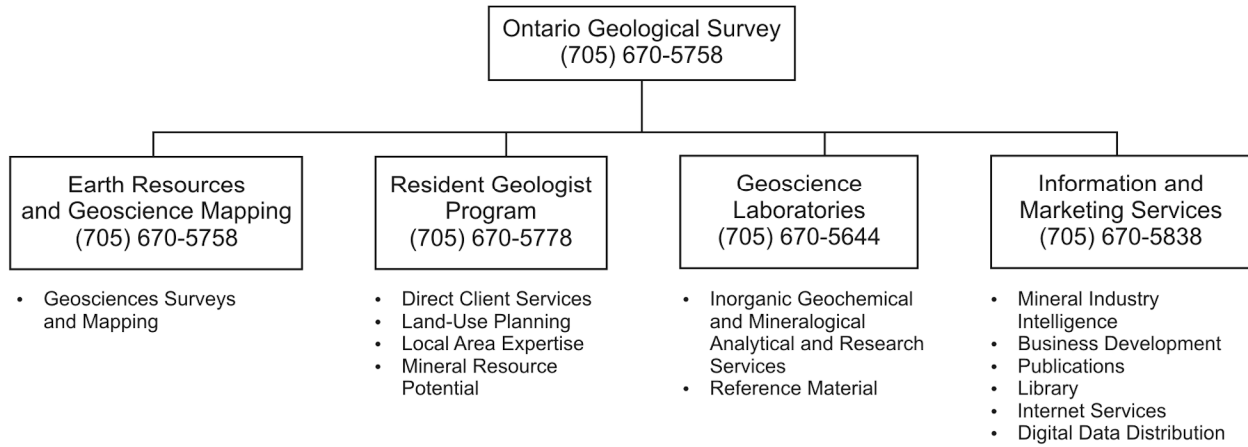 Ontario Geological Survey
(705) 670-5758
Earth Resources
and Geoscience Mapping
(705) 670-5758
• Geosciences Surveys
and Mapping
Resident Geologist
Program
(705) 670-5778
• Direct Client Services
• Land-Use Planning
• Local Area Expertise
• Mineral Resource
Potential
Geoscience
Laboratories
(705) 670-5644
• Inorganic Geochemical
and Mineralogical
Analytical and Research
Services
• Reference Material
Information and
Marketing Services
(705) 670-5838
• Mineral Industry
Intelligence
• Business Development
• Publications
• Library
• Internet Services
• Digital Data Distribution